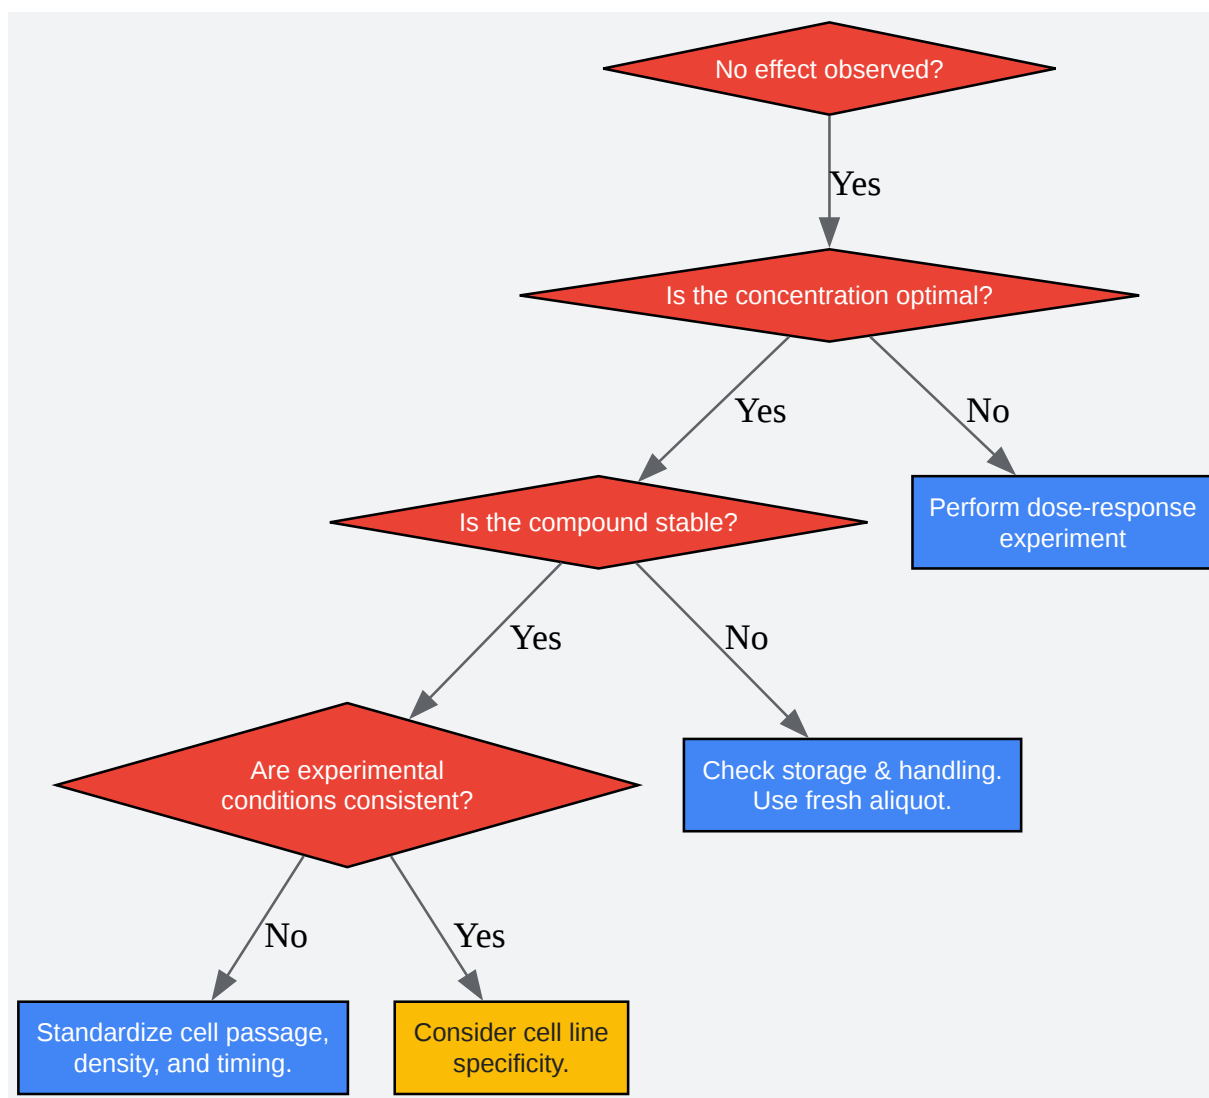 No effect observed?
Yes
Is the concentration optimal?
Yes
No
Is the compound stable?
Perform dose-response
experiment
Yes
No
Are experimental
conditions consistent?
Check storage & handling.
Use fresh aliquot.
No
Yes
Standardize cell passage,
density, and timing.
Consider cell line
specificity.